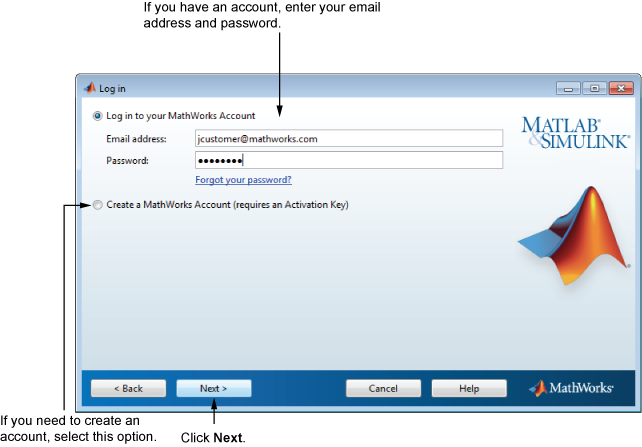 If you have an account, enter your email
address and password.
Log in
Log in to your MathWorks Account
Email address:
jcustomer@mathworks.com
Password:
••••••••
Forgot your password?
Create a MathWorks Account (requires an Activation Key)
MATLAB®
&SIMULINK®
< Back
Next >
Cancel
Help
MathWorks®
If you need to create an
account, select this option.
Click Next.